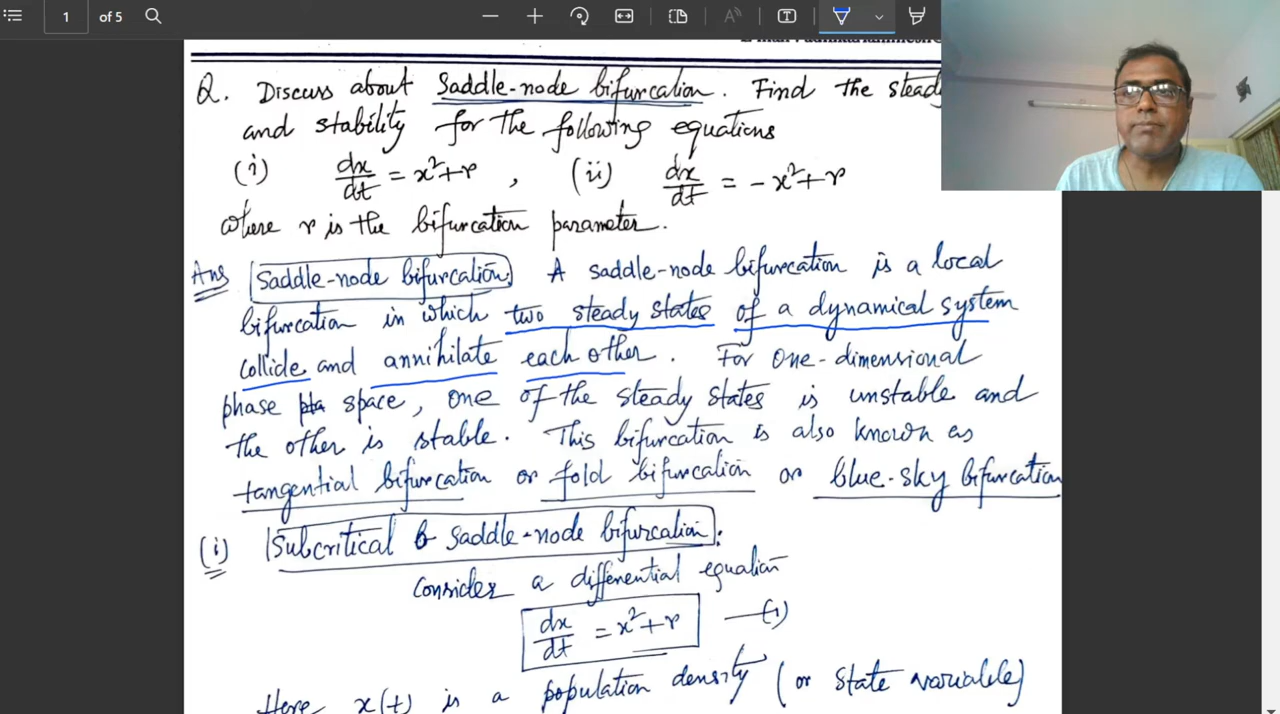 1 of 5
Q. Discuss about Saddle-node bifurcation. Find the stead
and stability for the following equations
(i) dx/dt = x²+r , (ii) dx/dt = -x²+r
where r is the bifurcation parameter.
Ans Saddle-node bifurcation: A saddle-node bifurcation is a local
bifurcation in which two steady states of a dynamical system
collide and annihilate each other. For one-dimensional
phase space, one of the steady states is unstable and
the other is stable. This bifurcation is also known as
tangential bifurcation or fold bifurcation or blue-sky bifurcation
(i) Subcritical saddle-node bifurcation:
Consider a differential equation
dx/dt = x²+r —(1)
Here x(t) is a population density (or state variable)